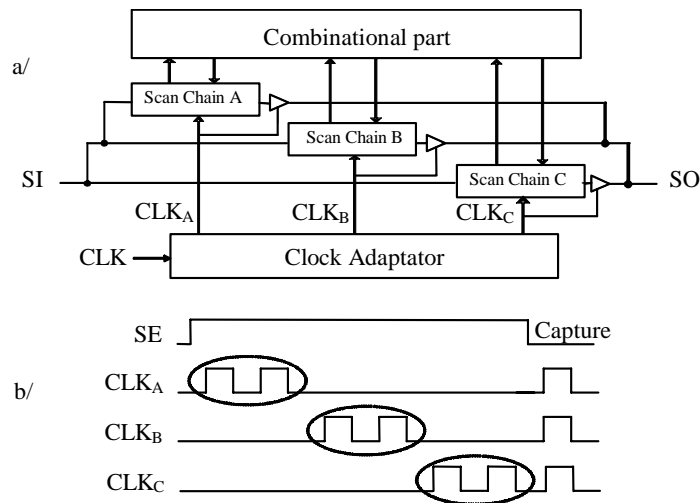 Combinational part
a/
Scan Chain A
Scan Chain B
SI
Scan Chain C
SO
CLKA
CLKB
CLKC
CLK
Clock Adaptator
SE
Capture
b/
CLKA
CLKB
CLKC